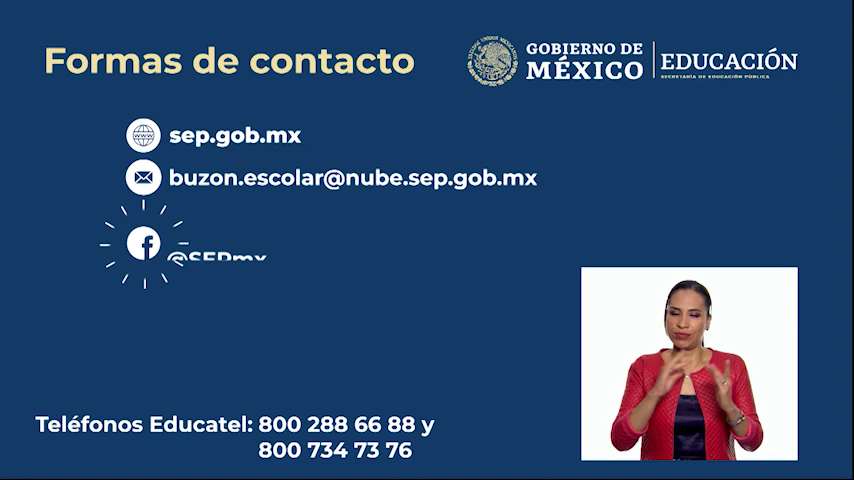 Formas de contacto
GOBIERNO DE
MÉXICO
EDUCACIÓN
SECRETARÍA DE EDUCACIÓN PÚBLICA
sep.gob.mx
buzon.escolar@nube.sep.gob.mx
@SEPmx
Teléfonos Educatel: 800 288 66 88 y
800 734 73 76